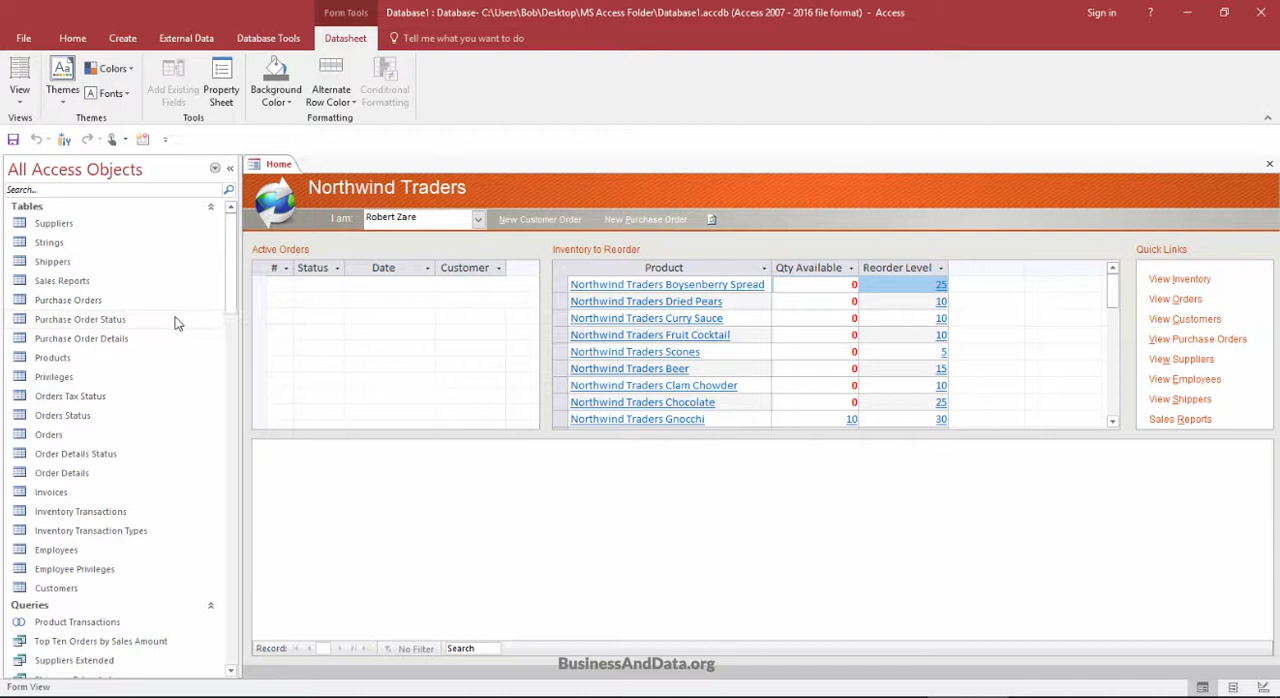 Form Tools
Database1 : Database- C:\Users\Bob\Desktop\MS Access Folder\Database1.accdb (Access 2007 - 2016 file format) - Access
Sign in ?
File Home Create External Data Database Tools Datasheet Tell me what you want to do
View Themes Colors Fonts Add Existing Fields Property Sheet Background Color Alternate Row Color Conditional Formatting
Views Themes Tools Formatting
All Access Objects
Search..
Tables
Suppliers
Strings
Shippers
Sales Reports
Purchase Orders
Purchase Order Status
Purchase Order Details
Products
Privileges
Orders Tax Status
Orders Status
Orders
Order Details Status
Order Details
Invoices
Inventory Transactions
Inventory Transaction Types
Employees
Employee Privileges
Customers
Queries
Product Transactions
Top Ten Orders by Sales Amount
Suppliers Extended
Home
Northwind Traders
I am: Robert Zare New Customer Order New Purchase Order
Active Orders
# Status Date Customer
Inventory to Reorder
Product Qty Available Reorder Level
Northwind Traders Boysenberry Spread 0 25
Northwind Traders Dried Pears 0 10
Northwind Traders Curry Sauce 0 10
Northwind Traders Fruit Cocktail 0 10
Northwind Traders Scones 0 5
Northwind Traders Beer 0 15
Northwind Traders Clam Chowder 0 10
Northwind Traders Chocolate 0 25
Northwind Traders Gnocchi 10 30
Quick Links
View Inventory
View Orders
View Customers
View Purchase Orders
View Suppliers
View Employees
View Shippers
Sales Reports
Record: No Filter Search
BusinessAndData.org
Form View